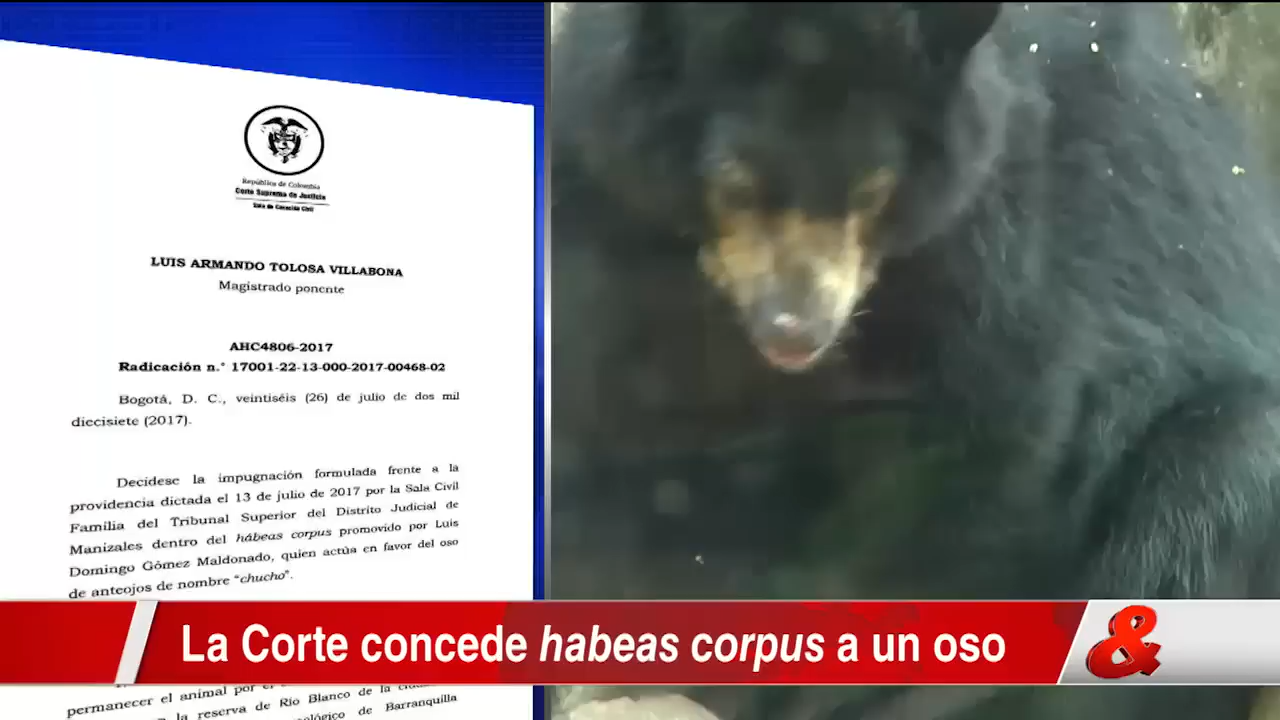 República de Colombia
Corte Suprema de Justicia
Sala de Casación Civil
LUIS ARMANDO TOLOSA VILLABONA
Magistrado ponente
AHC4806-2017
Radicación n.° 17001-22-13-000-2017-00468-02
Bogotá, D. C., veintiséis (26) de julio de dos mil
diecisiete (2017).
Decídese la impugnación formulada frente a la
providencia dictada el 13 de julio de 2017 por la Sala Civil
Familia del Tribunal Superior del Distrito Judicial de
Manizales dentro del hábeas corpus promovido por Luis
Domingo Gómez Maldonado, quien actúa en favor del oso
de anteojos de nombre “chucho”.
La Corte concede habeas corpus a un oso
&
permanecer el animal por el
la reserva de Río Blanco de la
de Barranquilla